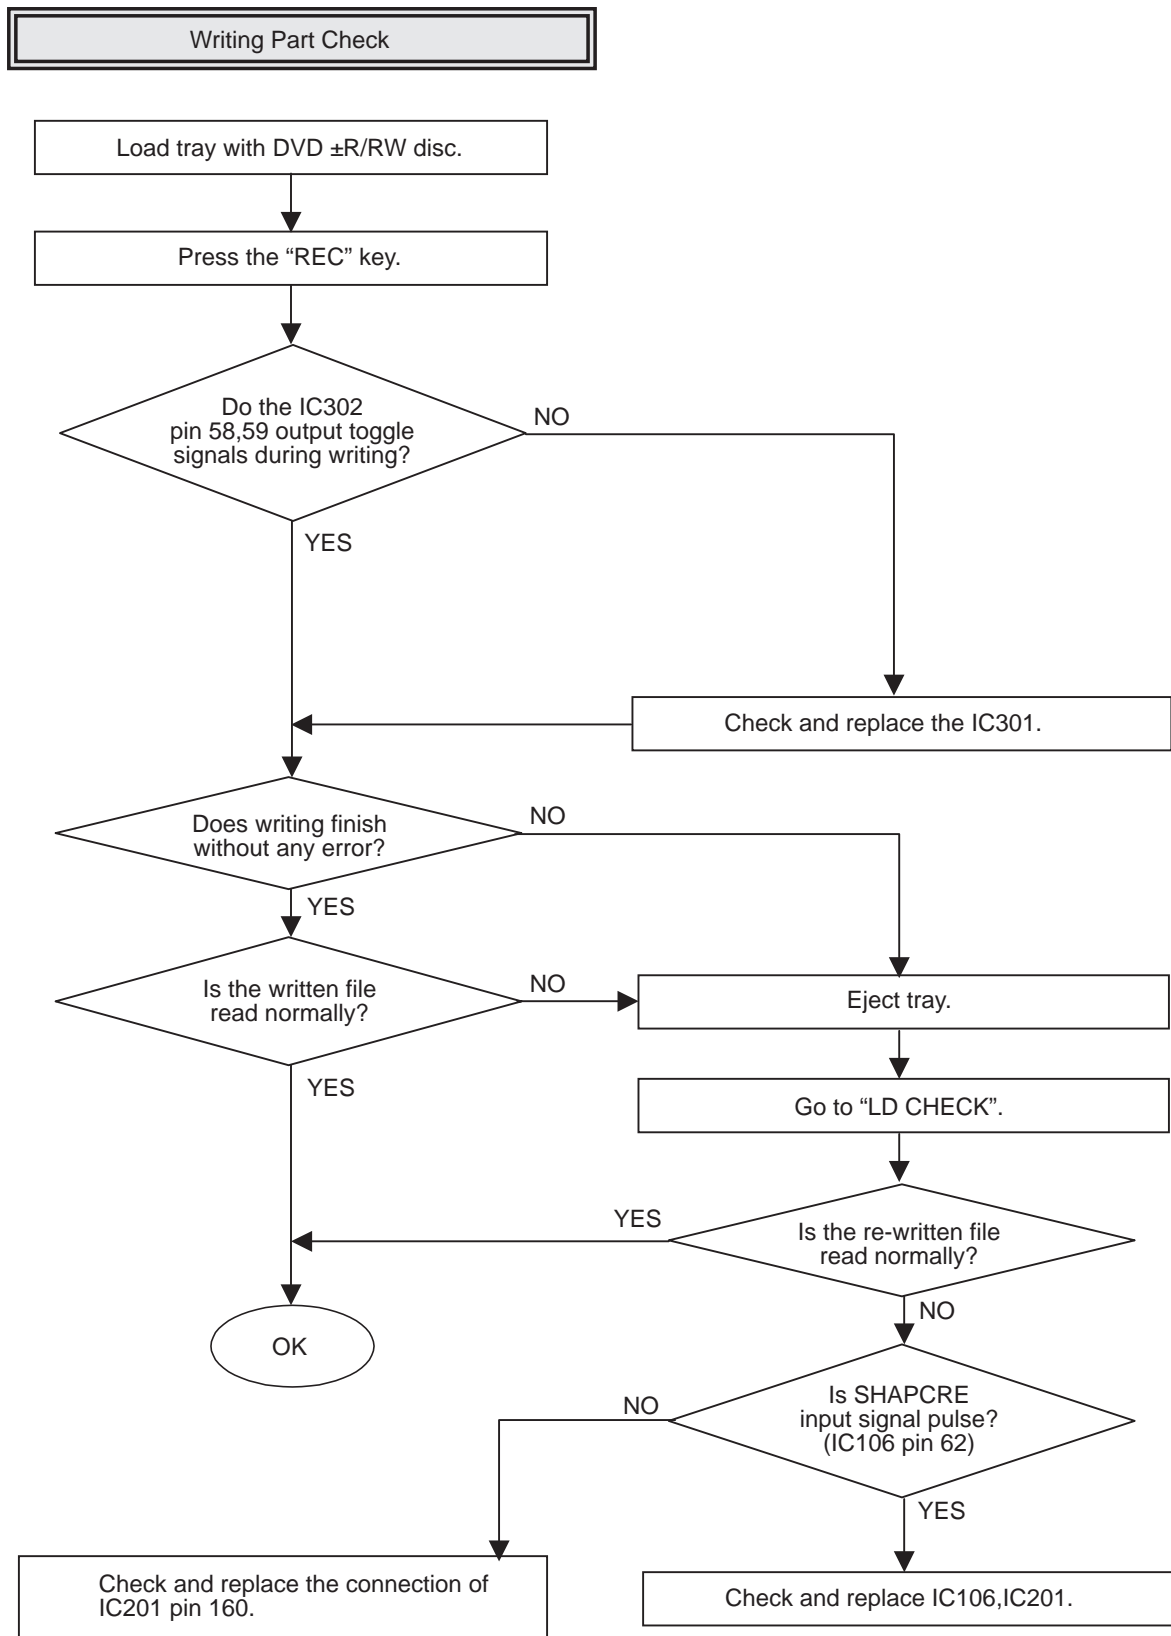 Writing Part Check
Load tray with DVD ±R/RW disc.
Press the “REC” key.
Do the IC302
pin 58,59 output toggle
signals during writing?
NO
YES
Check and replace the IC301.
Does writing finish
without any error?
NO
YES
Is the written file
read normally?
NO
Eject tray.
YES
Go to “LD CHECK”.
YES
Is the re-written file
read normally?
NO
OK
Is SHAPCRE
input signal pulse?
(IC106 pin 62)
NO
YES
Check and replace the connection of
IC201 pin 160.
Check and replace IC106,IC201.